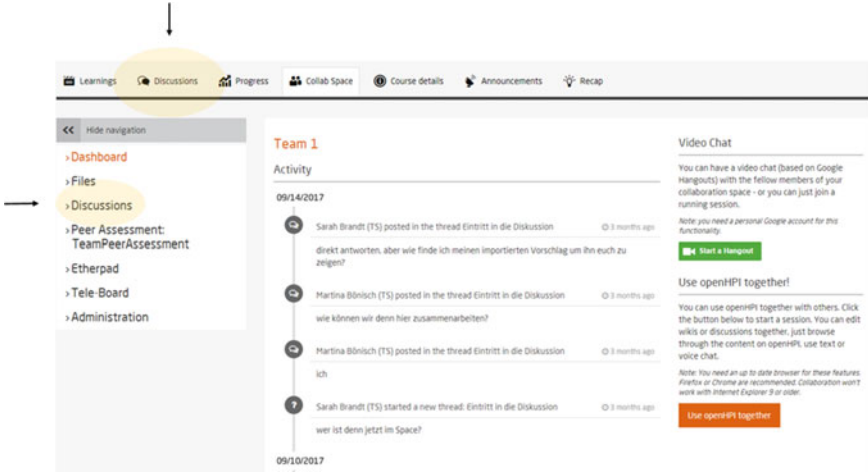 Learnings Discussions Progress Collab Space Course details Announcements Recap
Hide navigation
Dashboard
Files
Discussions
Peer Assessment:
TeamPeerAssessment
Etherpad
Tele-Board
Administration
Team 1
Activity
09/14/2017
Sarah Brandt (TS) posted in the thread Eintritt in die Diskussion 3 months ago
direkt antworten, aber wie finde ich meinen importierten Vorschlag um ihn euch zu
zeigen?
Martina Bönisch (TS) posted in the thread Eintritt in die Diskussion 3 months ago
wie können wir denn hier zusammenarbeiten?
Martina Bönisch (TS) posted in the thread Eintritt in die Diskussion 3 months ago
ich
Sarah Brandt (TS) started a new thread: Eintritt in die Diskussion 3 months ago
wer ist denn jetzt im Space?
09/10/2017
Video Chat
You can have a video chat (based on Google
Hangouts) with the fellow members of your
collaboration space - or you can just join a
running session.
Note: you need a personal Google account for this
functionality.
Start a Hangout
Use openHPI together!
You can use openHPI together with others. Click
the button below to start a session. You can edit
wikis or discussions together, just browse
through the content on openHPI, use text or
voice chat.
Note: You need an up to date browser for these features.
Firefox or Chrome are recommended. Collaboration won't
work with Internet Explorer 9 or older.
Use openHPI together